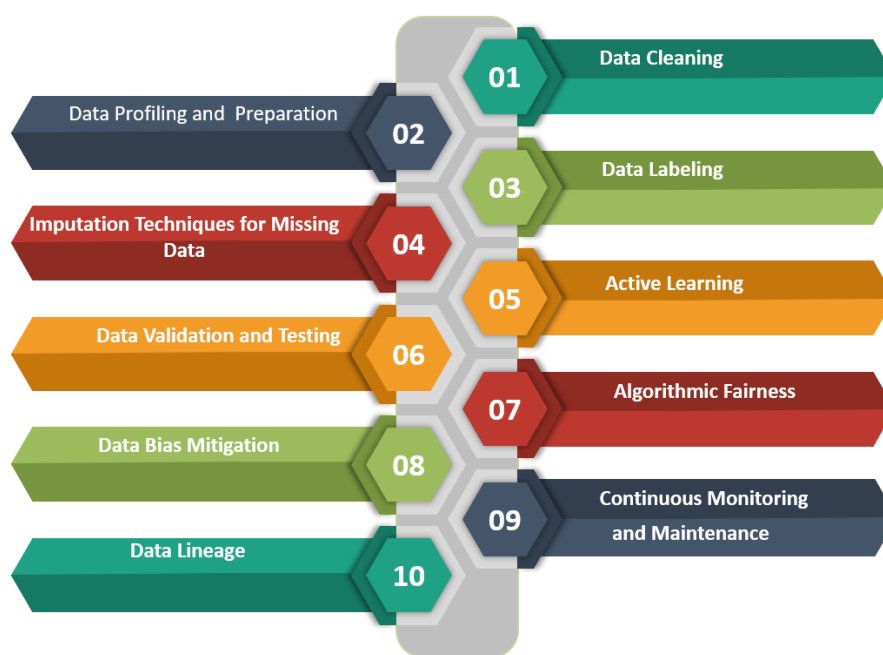 01
Data Cleaning
02
Data Profiling and  Preparation
03
Data Labeling
04
Imputation Techniques for Missing
Data
05
Active Learning
06
Data Validation and Testing
07
Algorithmic Fairness
08
Data Bias Mitigation
09
Continuous Monitoring
and Maintenance
10
Data Lineage